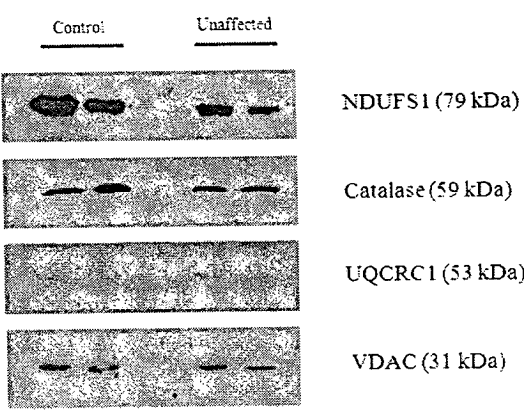 Control
Unaffected
NDUFS1 (79 kDa)
Catalase (59 kDa)
UQCRC1 (53 kDa)
VDAC (31 kDa)